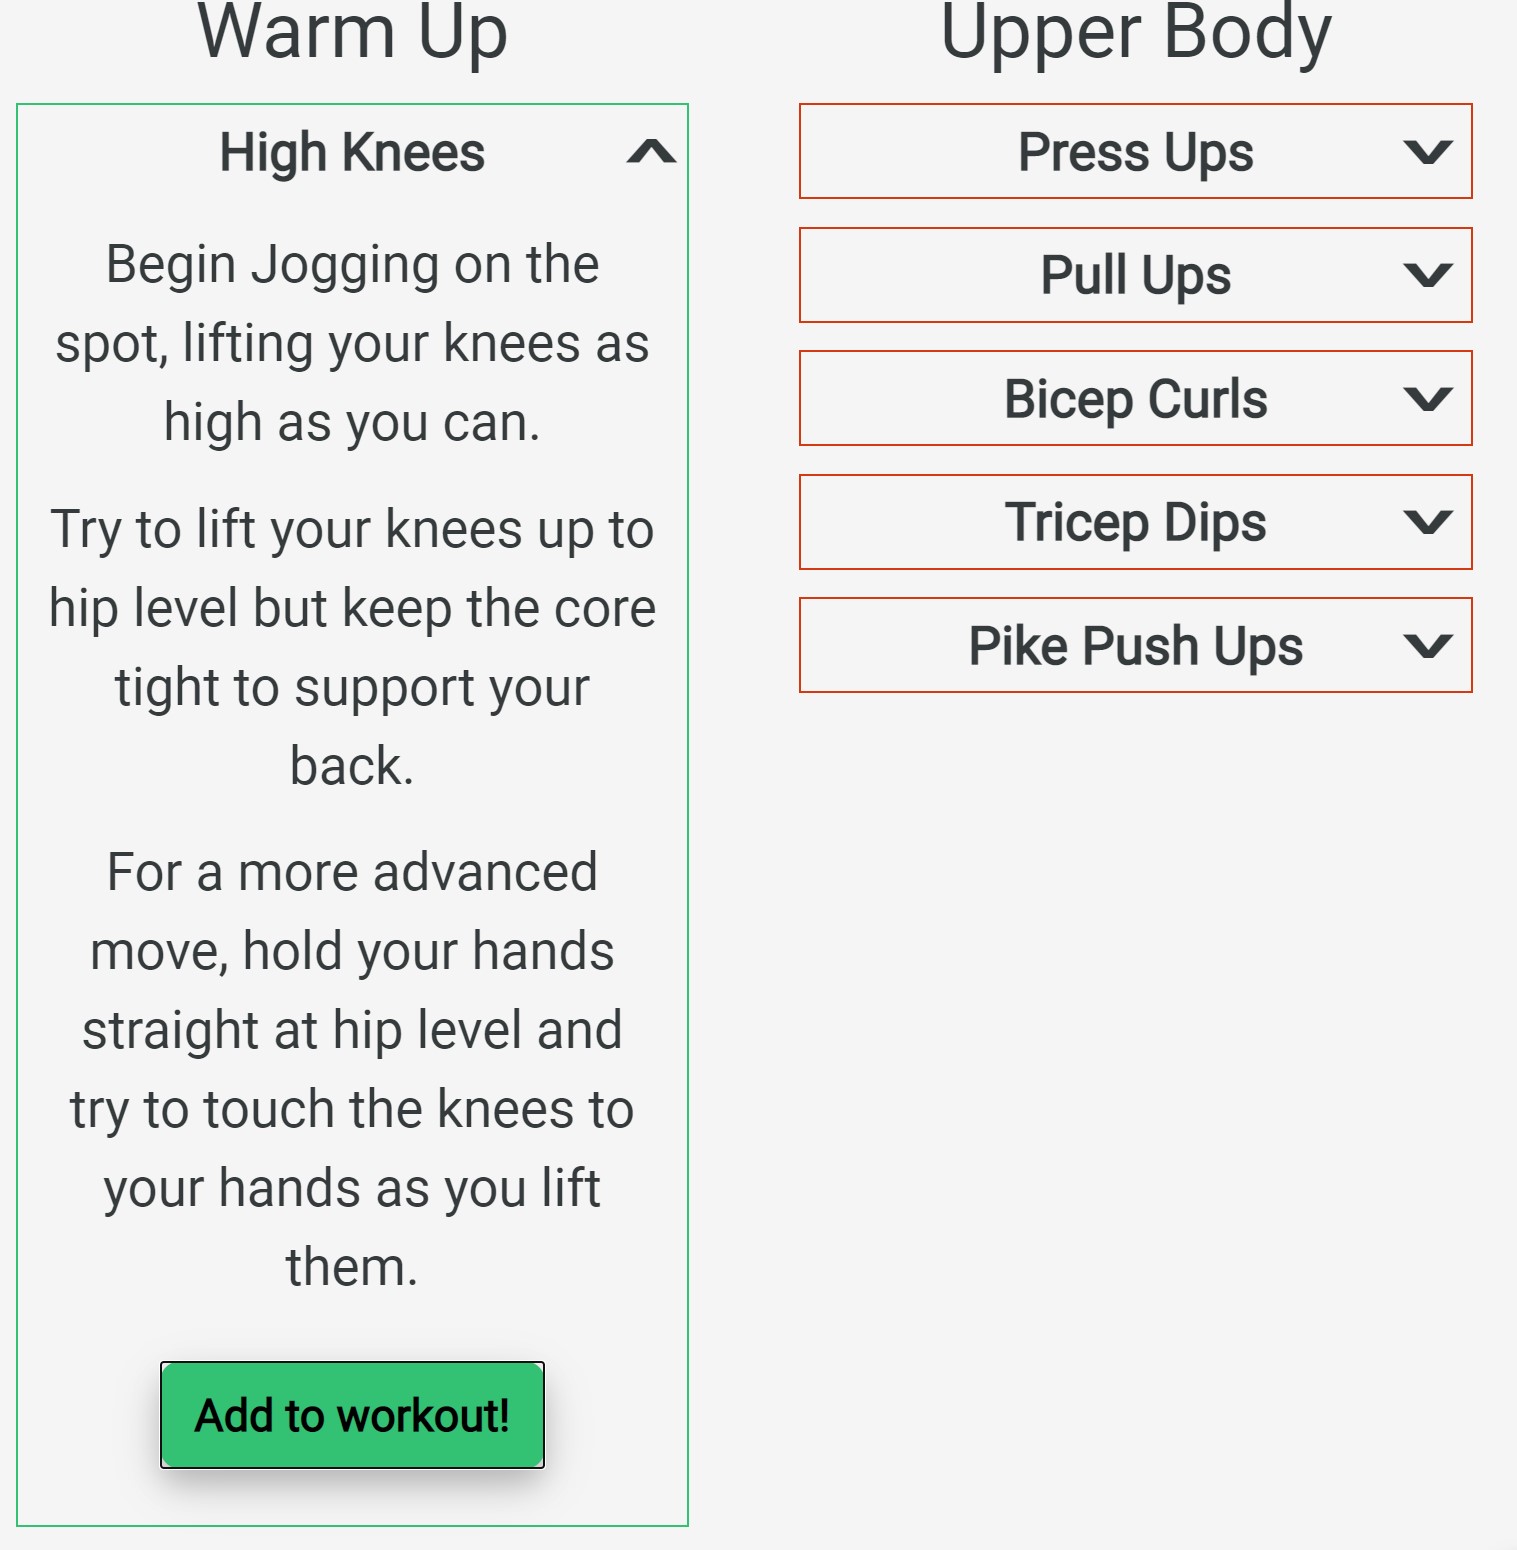 Warm Up
High Knees
Begin Jogging on the
spot, lifting your knees as
high as you can.
Try to lift your knees up to
hip level but keep the core
tight to support your
back.
For a more advanced
move, hold your hands
straight at hip level and
try to touch the knees to
your hands as you lift
them.
Add to workout!
Upper Body
Press Ups
Pull Ups
Bicep Curls
Tricep Dips
Pike Push Ups